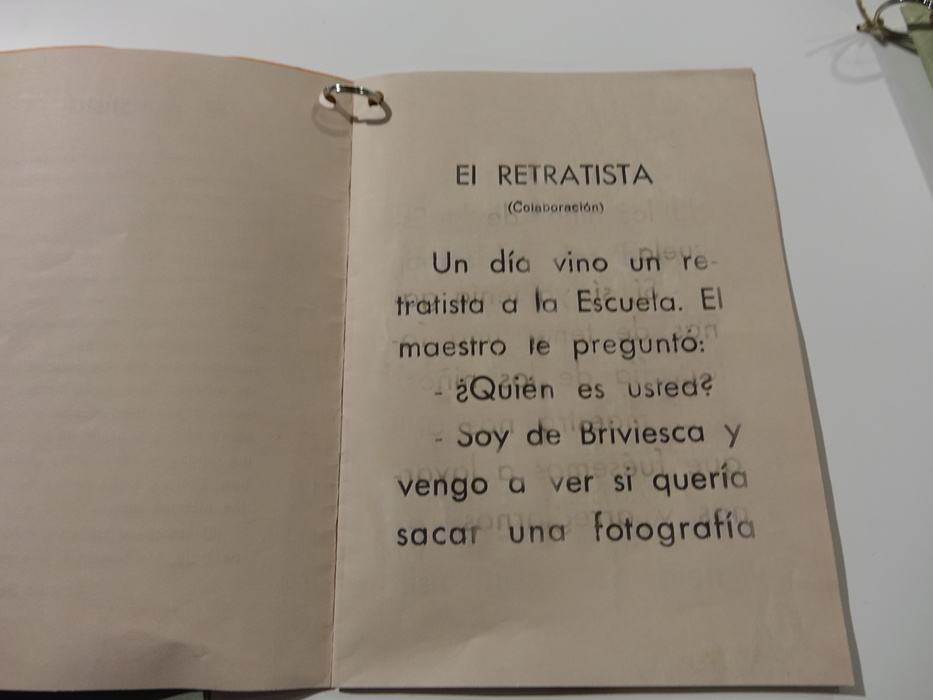 El RETRATISTA
(Colaboración)
Un día vino un re-
tratista a la Escuela. El
maestro le preguntó:
- ¿Quién es usted?
- Soy de Briviesca y
vengo a ver si quería
sacar una fotografía